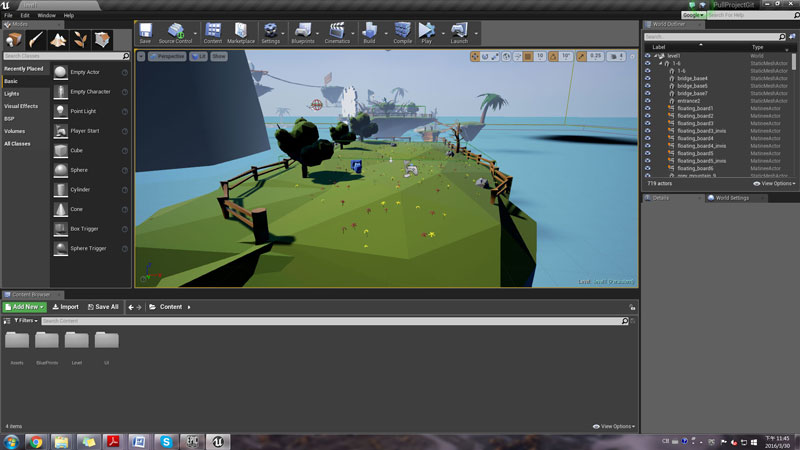 level1
PullProjectGit
File Edit Window Help
Google
Search For Help
Modes
Search Classes
Recently Placed
Basic
Lights
Visual Effects
BSP
Volumes
All Classes
Empty Actor
Empty Character
Point Light
Player Start
Cube
Sphere
Cylinder
Cone
Box Trigger
Sphere Trigger
Save
Source Control
Content
Marketplace
Settings
Blueprints
Cinematics
Build
Compile
Play
Launch
Perspective
Lit
Show
10
10°
0.25
4
World Outliner
Search...
Label Type
level1 World
1-6 StaticMeshActor
1-6 StaticMeshActor
bridge_base4 StaticMeshActor
bridge_base6 StaticMeshActor
bridge_base7 StaticMeshActor
entrance2 StaticMeshActor
floating_board1 MatineeActor
floating_board2 MatineeActor
floating_board3 MatineeActor
floating_board3_invis MatineeActor
floating_board4 MatineeActor
floating_board4_invis MatineeActor
floating_board5 MatineeActor
floating_board5_invis MatineeActor
floating_board6 MatineeActor
719 actors
View Options
Details
World Settings
Content Browser
Add New
Import
Save All
Content
Filters
Search Content
Assets
BluePrints
Level
UI
4 items
View Options
EPIC
CH
下午 11:45
2016/3/30